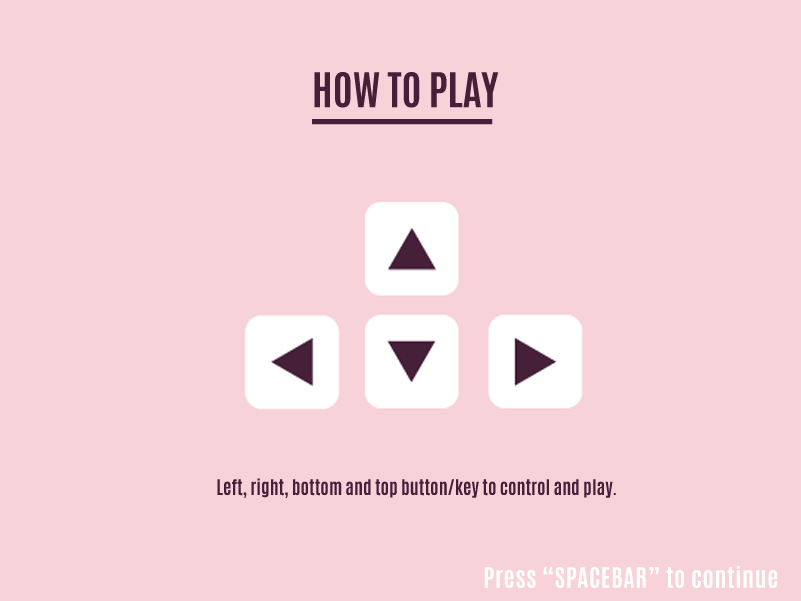 HOW TO PLAY
Left, right, bottom and top button/key to control and play.
Press “SPACEBAR” to continue